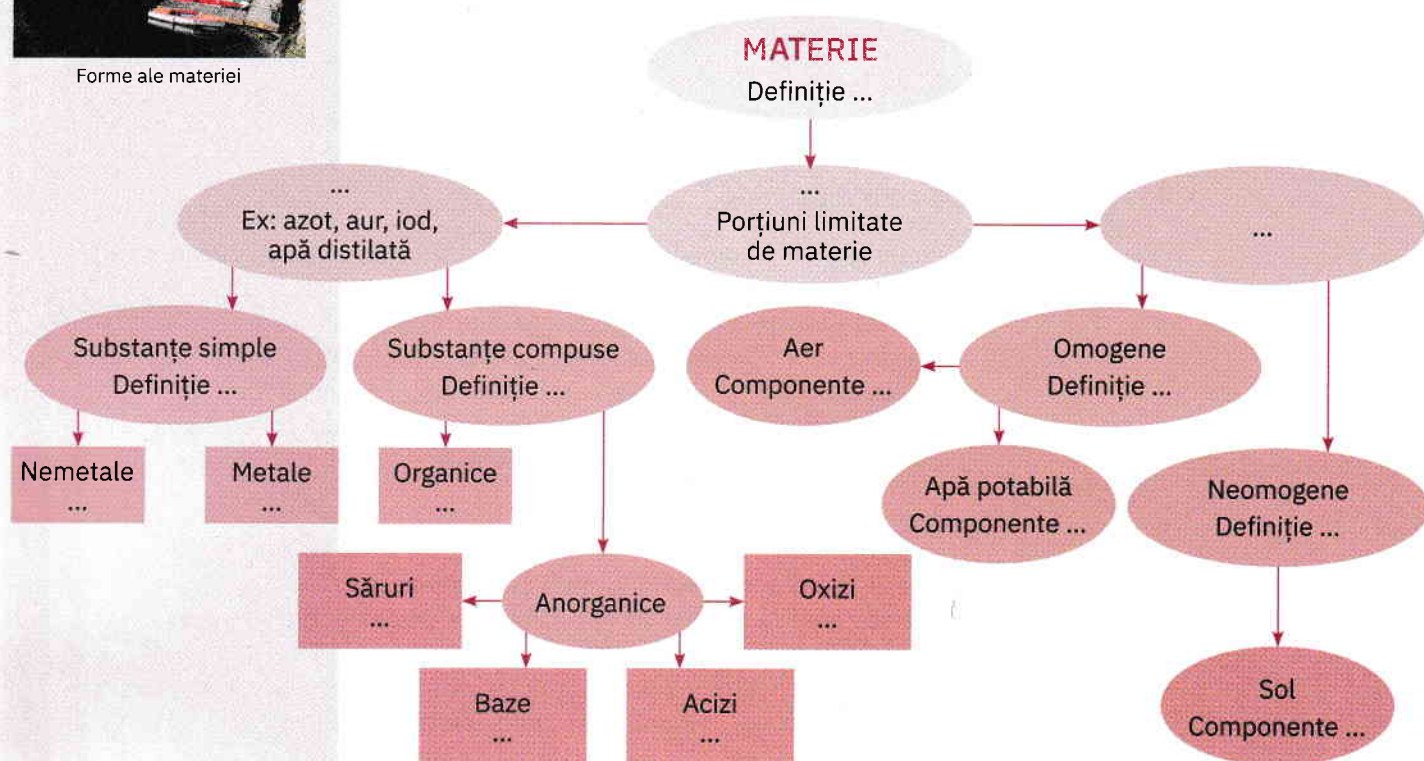 Forme ale materiei
MATERIE
Definiție ...
...
Ex: azot, aur, iod,
apă distilată
...
Porțiuni limitate
de materie
...
Substanțe simple
Definiție ...
Substanțe compuse
Definiție ...
Aer
Componente ...
Omogene
Definiție ...
Nemetale
...
Metale
...
Organice
...
Apă potabilă
Componente ...
Neomogene
Definiție ...
Săruri
...
Anorganice
Oxizi
...
Baze
...
Acizi
...
Sol
Componente ...